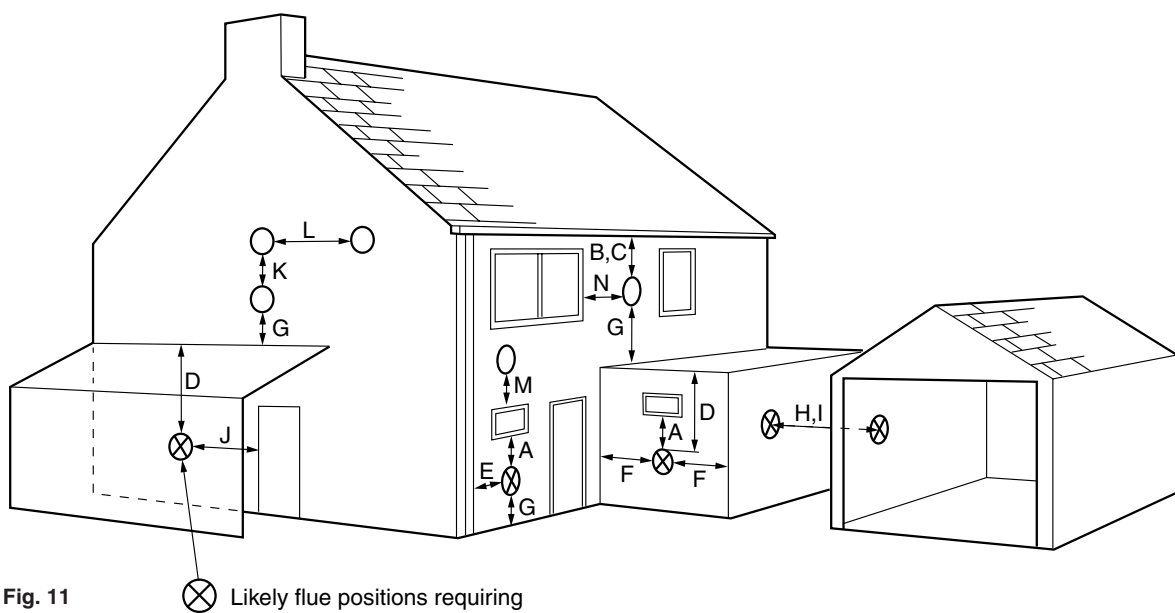 L
B,C
K
N
G
G
D
M
D
H,I
J
A
A
E
F
F
G
Fig. 11
Likely flue positions requiring